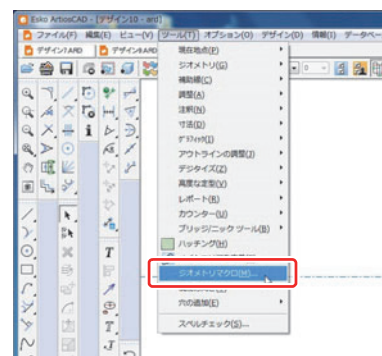 Esko ArtiosCAD - [デザイン10 - ard]
ファイル(F) 編集(E) ビュー(V) ツール(T) オプション(O) デザイン(D) 情報(I) データベー
デザイン7.ARD デザイン8.ARD
現在地点(P)
ジオメトリ(G)
補助線(C)
調整(A)
注釈(N)
寸法(D)
アウトラインの調整(J)
デジタイズ(Z)
高度な定型(V)
レポート(R)
カウンター(U)
ブリッジ/ニック ツール(B)
ハッチング(H)
ジオメトリマクロ(M)...
穴の追加(E)
スペルチェック(S)...